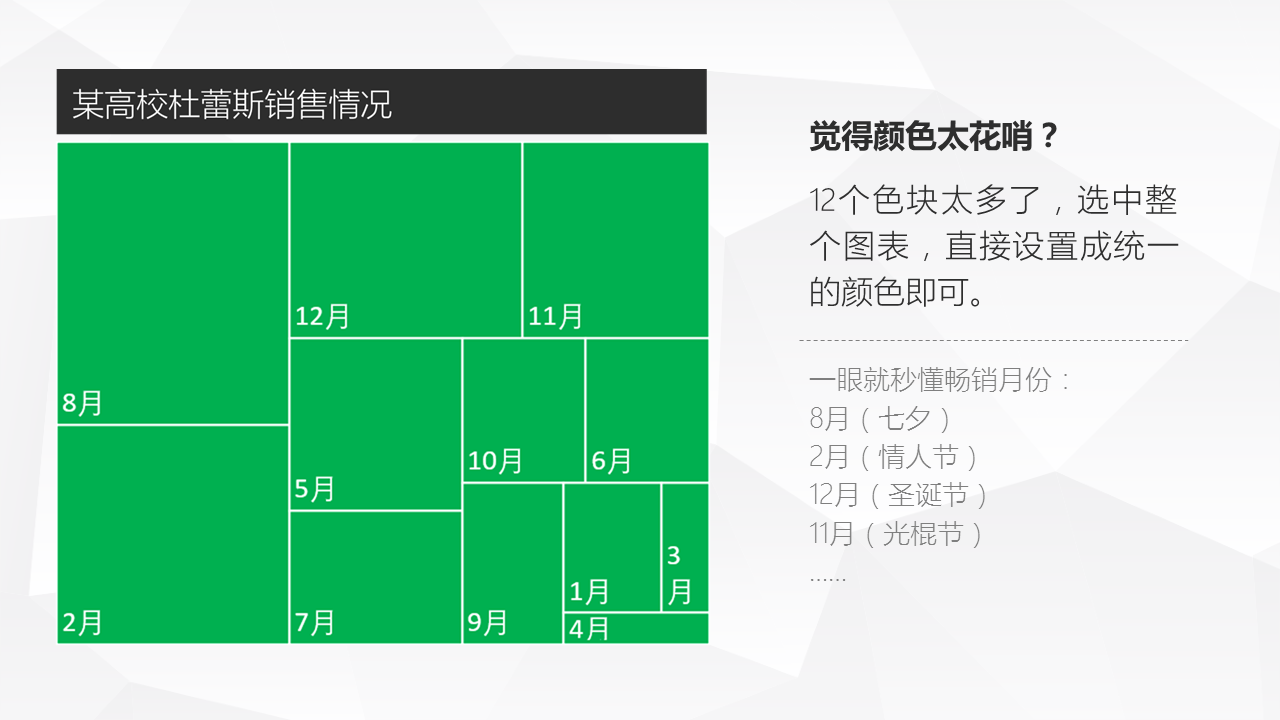 某高校杜蕾斯销售情况
8月
12月
11月
2月
5月
10月
6月
7月
9月
1月
3
月
4月
觉得颜色太花哨？
12个色块太多了，选中整
个图表，直接设置成统一
的颜色即可。
一眼就秒懂畅销月份：
8月（七夕）
2月（情人节）
12月（圣诞节）
11月（光棍节）
......